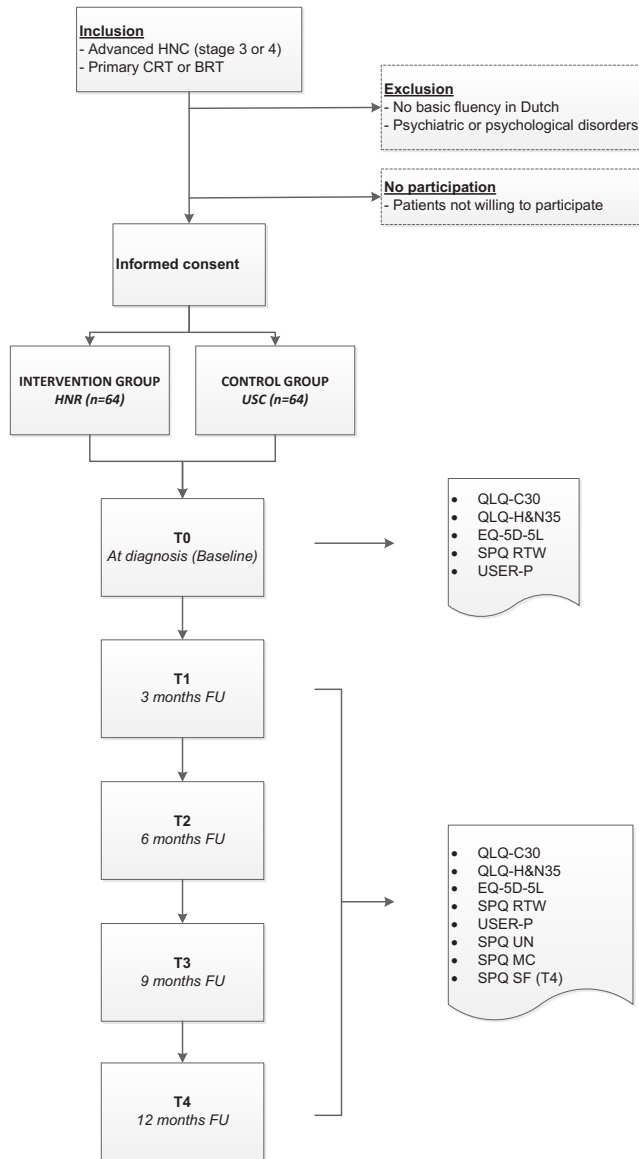 Inclusion
- Advanced HNC (stage 3 or 4)
- Primary CRT or BRT
Exclusion
- No basic fluency in Dutch
- Psychiatric or psychological disorders
No participation
- Patients not willing to participate
Informed consent
INTERVENTION GROUP
HNR (n=64)
CONTROL GROUP
USC (n=64)
T0
At diagnosis (Baseline)
• QLQ-C30
• QLQ-H&N35
• EQ-5D-5L
• SPQ RTW
• USER-P
T1
3 months FU
T2
6 months FU
T3
9 months FU
T4
12 months FU
• QLQ-C30
• QLQ-H&N35
• EQ-5D-5L
• SPQ RTW
• USER-P
• SPQ UN
• SPQ MC
• SPQ SF (T4)